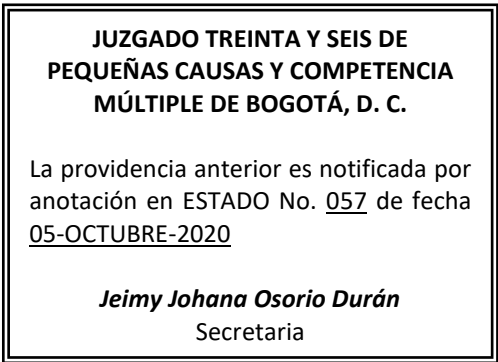 JUZGADO TREINTA Y SEIS DE
PEQUEÑAS CAUSAS Y COMPETENCIA
MÚLTIPLE DE BOGOTÁ, D. C.
La providencia anterior es notificada por
anotación en ESTADO No. 057 de fecha
05-OCTUBRE-2020
Jeimy Johana Osorio Durán
Secretaria